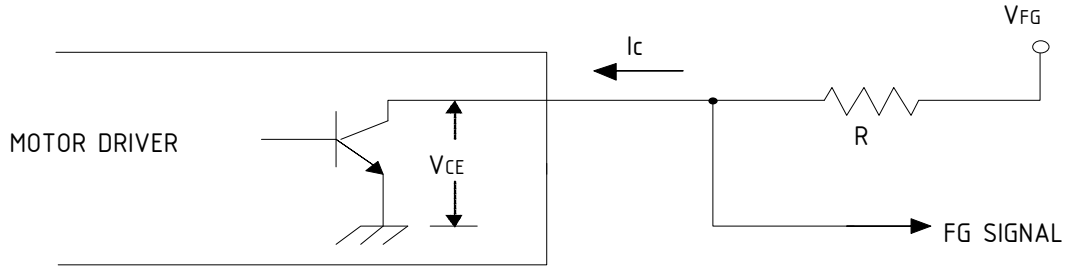 VFG
Ic
MOTOR DRIVER
R
VCE
FG SIGNAL